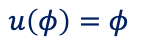 u(ϕ) = ϕ